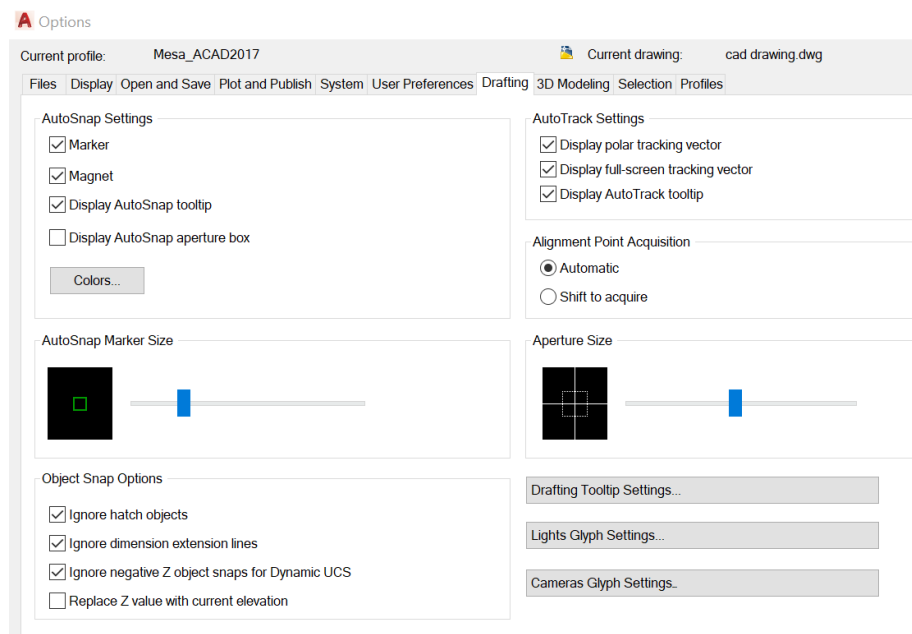 Options
Current profile: Mesa_ACAD2017 Current drawing: cad drawing.dwg
Files Display Open and Save Plot and Publish System User Preferences Drafting 3D Modeling Selection Profiles
AutoSnap Settings
Marker
Magnet
Display AutoSnap tooltip
Display AutoSnap aperture box
Colors...
AutoTrack Settings
Display polar tracking vector
Display full-screen tracking vector
Display AutoTrack tooltip
Alignment Point Acquisition
Automatic
Shift to acquire
AutoSnap Marker Size
Aperture Size
Object Snap Options
Ignore hatch objects
Ignore dimension extension lines
Ignore negative Z object snaps for Dynamic UCS
Replace Z value with current elevation
Drafting Tooltip Settings...
Lights Glyph Settings...
Cameras Glyph Settings..